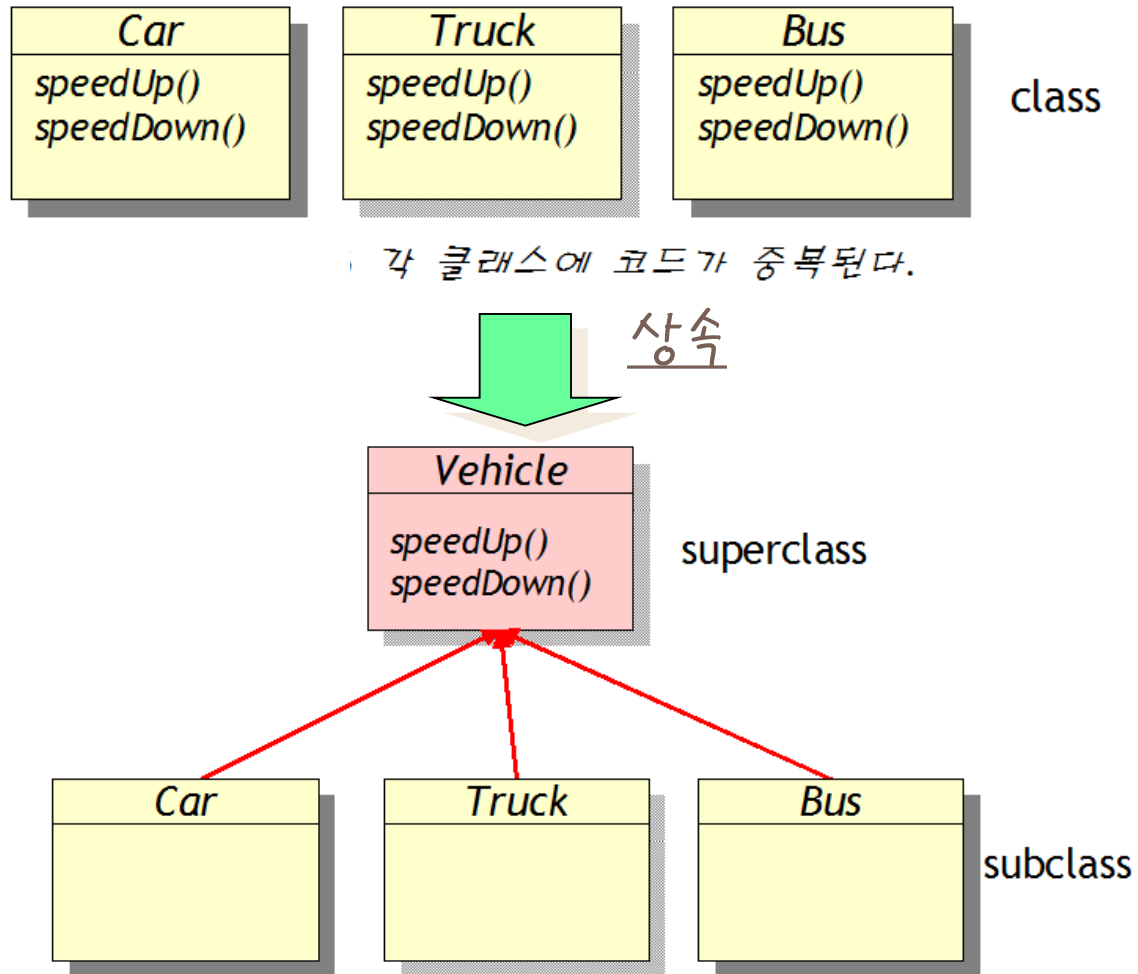 Car
Truck
Bus
speedUp()
speedDown()
speedUp()
speedDown()
speedUp()
speedDown()
class
각 클래스에 코드가 중복된다.
상속
Vehicle
speedUp()
speedDown()
superclass
Car
Truck
Bus
subclass